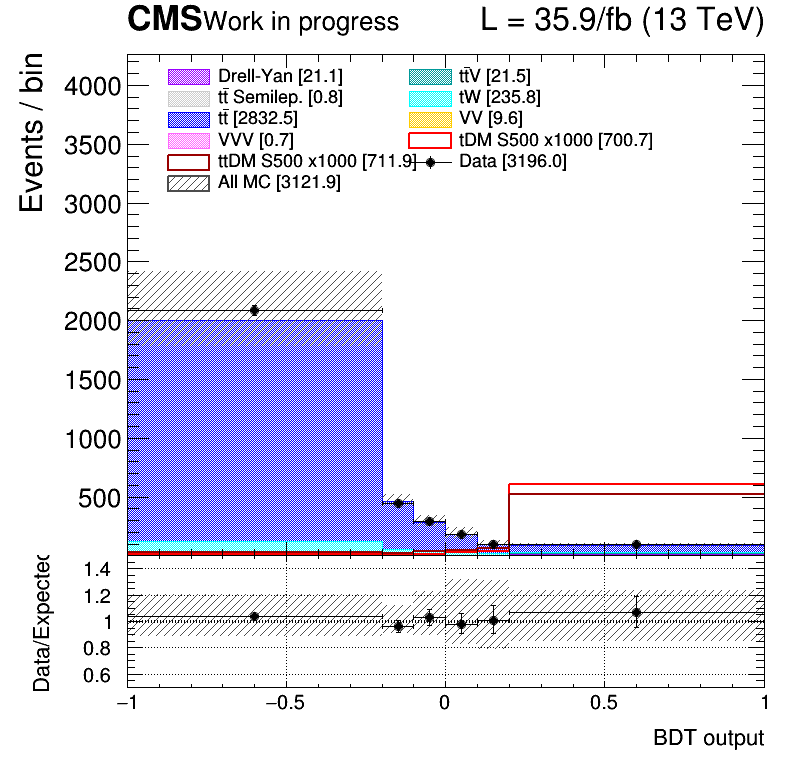 CMS Work in progress L = 35.9/fb (13 TeV)
Events / bin
4000
3500
3000
2500
2000
1500
1000
500
Drell-Yan [21.1]
tt̄V [21.5]
tt̄ Semilep. [0.8]
tW [235.8]
tt̄ [2832.5]
VV [9.6]
VVV [0.7]
tDM S500 x1000 [700.7]
ttDM S500 x1000 [711.9]
Data [3196.0]
All MC [3121.9]
Data/Expected
1.4
1.2
1
0.8
0.6
−1 −0.5 0 0.5 1
BDT output